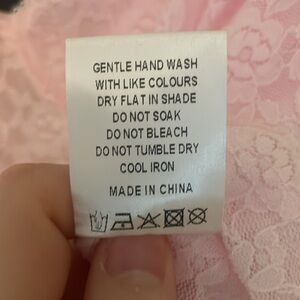 GENTLE HAND WASH
WITH LIKE COLOURS
DRY FLAT IN SHADE
DO NOT SOAK
DO NOT BLEACH
DO NOT TUMBLE DRY
COOL IRON
MADE IN CHINA